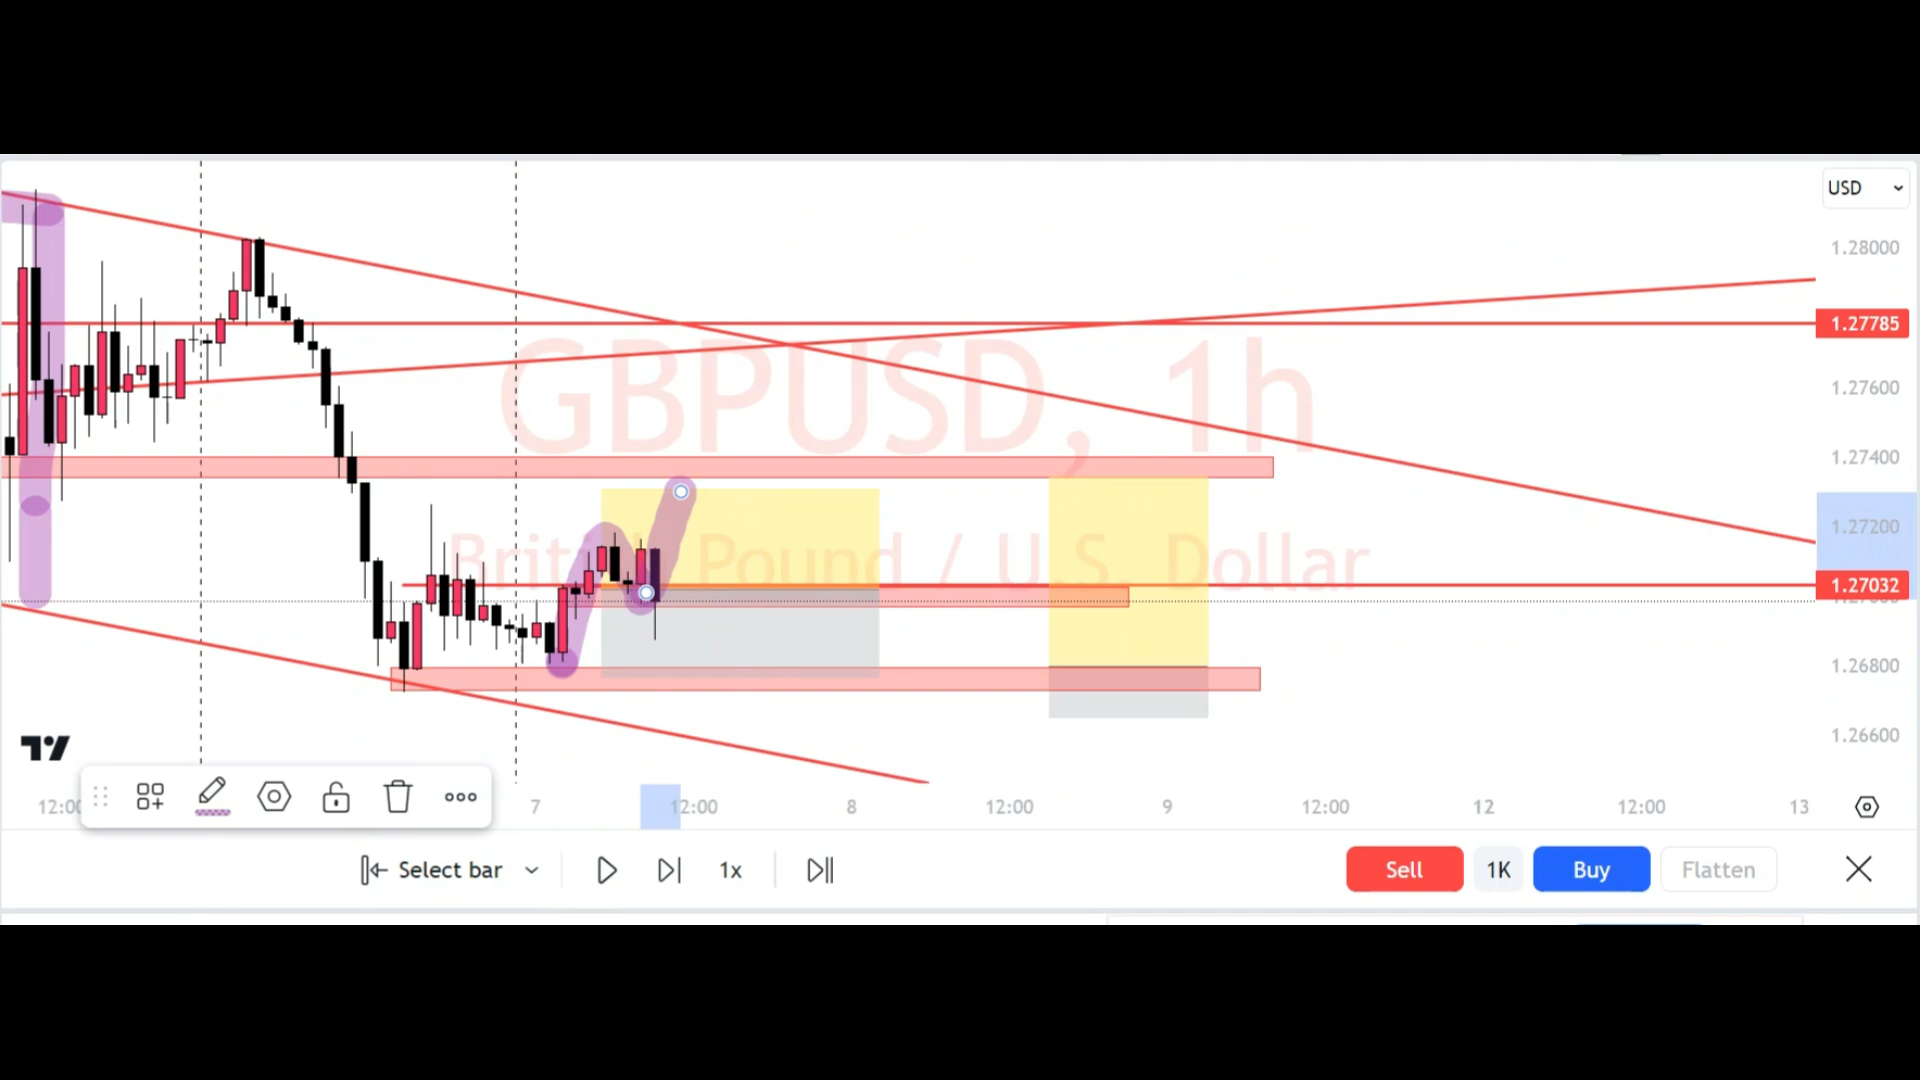 USD
1.28000
1.27785
1.27600
GBPUSD, 1h
1.27400
1.27200
British Pound / U.S. Dollar
1.27032
1.26800
1.26600
7
12:00
8
12:00
9
12:00
12
12:00
13
Select bar
1x
Sell
1K
Buy
Flatten